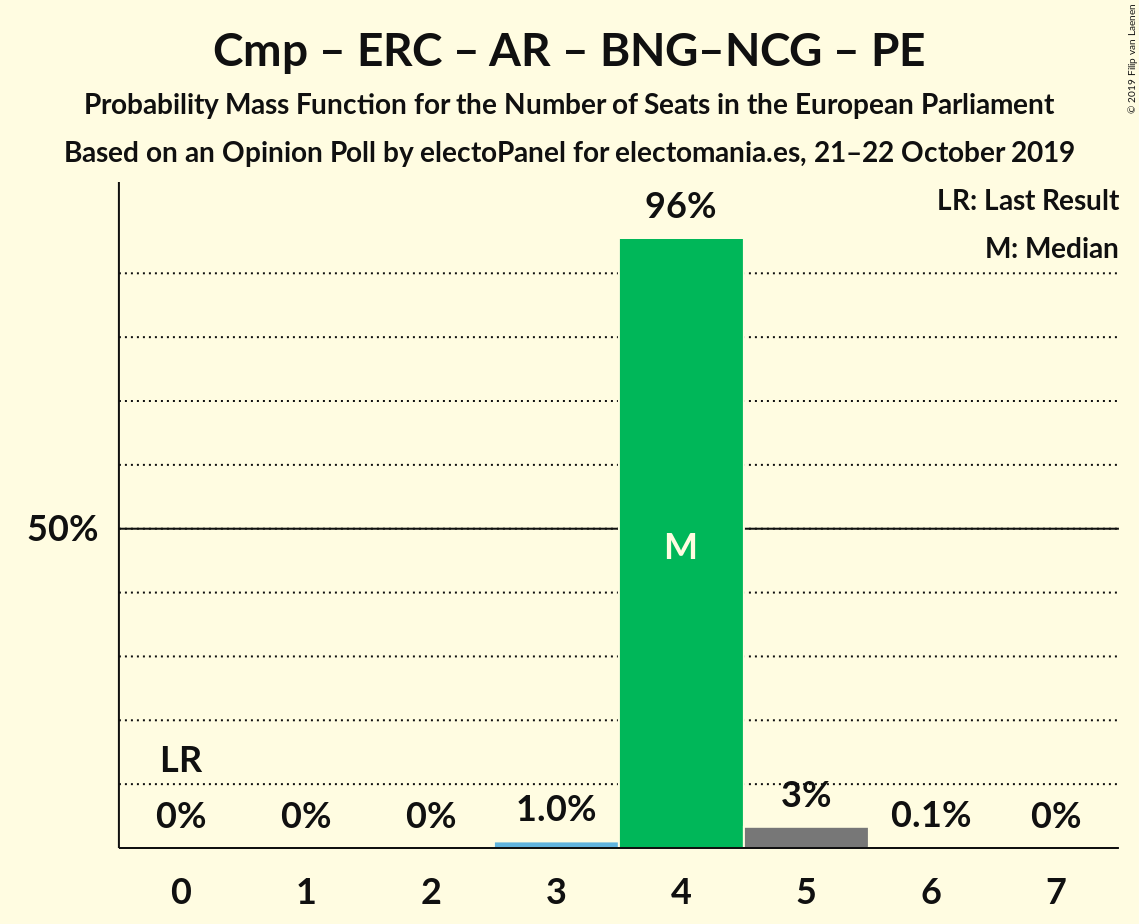 Cmp – ERC – AR – BNG–NCG – PE
Probability Mass Function for the Number of Seats in the European Parliament
Based on an Opinion Poll by electoPanel for electomania.es, 21–22 October 2019
© 2019 Filip van Laenen
LR: Last Result
M: Median
96%
50%
M
LR
0% 0% 0% 1.0% 3% 0.1% 0%
0 1 2 3 4 5 6 7